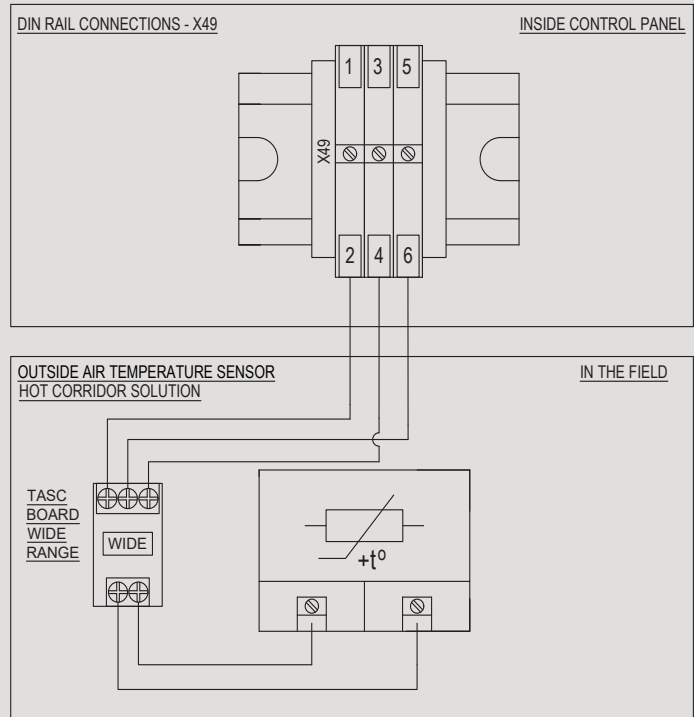 DIN RAIL CONNECTIONS - X49
INSIDE CONTROL PANEL
1 3 5
X49
2 4 6
OUTSIDE AIR TEMPERATURE SENSOR
IN THE FIELD
HOT CORRIDOR SOLUTION
TASC
BOARD
WIDE
RANGE
WIDE
+tº